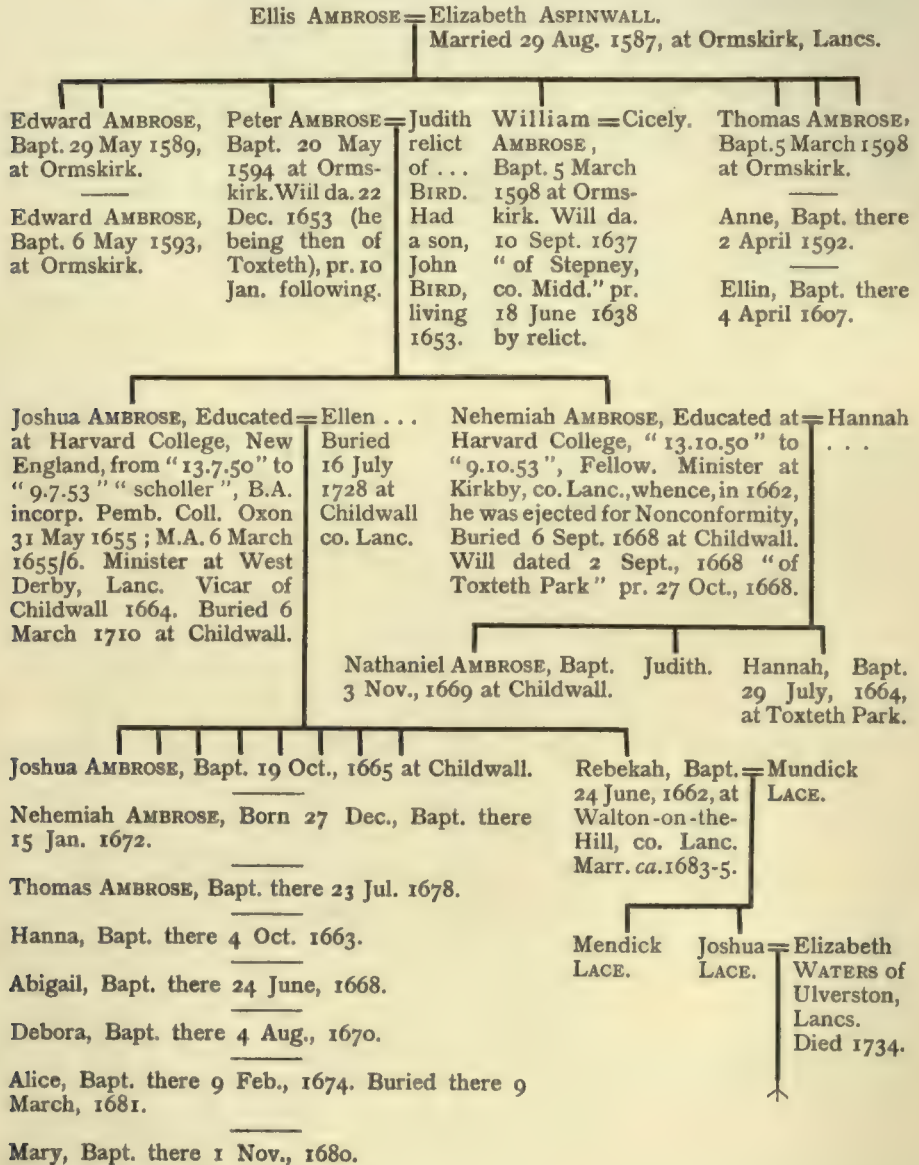 Ellis AMBROSE = Elizabeth ASPINWALL.
Married 29 Aug. 1587, at Ormskirk, Lancs.
Edward AMBROSE,
Bapt. 29 May 1589,
at Ormskirk.
Edward AMBROSE,
Bapt. 6 May 1593,
at Ormskirk.
Peter AMBROSE =
Bapt. 20 May
1594 at Orms-
kirk. Will da. 22
Dec. 1653 (he
being then of
Toxteth), pr. 10
Jan. following.
Judith
relict
of ...
BIRD.
Had
a son,
John
BIRD,
living
1653.
William = Cicely.
AMBROSE,
Bapt. 5 March
1598 at Orms-
kirk. Will da.
10 Sept. 1637
"of Stepney,
co. Midd." pr.
18 June 1638
by relict.
Thomas AMBROSE,
Bapt. 5 March 1598
at Ormskirk.
Anne, Bapt. there
2 April 1592.
Ellin, Bapt. there
4 April 1607.
Joshua AMBROSE, Educated =
at Harvard College, New
England, from "13.7.50" to
"9.7.53" "scholler", B.A.
incorp. Pemb. Coll. Oxon
31 May 1655; M.A. 6 March
1655/6. Minister at West
Derby, Lanc. Vicar of
Childwall 1664. Buried 6
March 1710 at Childwall.
Ellen ...
Buried
16 July
1728 at
Childwall
co. Lanc.
Nehemiah AMBROSE, Educated at =
Harvard College, "13.10.50" to
"9.10.53", Fellow. Minister at
Kirkby, co. Lanc., whence, in 1662,
he was ejected for Nonconformity,
Buried 6 Sept. 1668 at Childwall.
Will dated 2 Sept., 1668 "of
Toxteth Park" pr. 27 Oct., 1668.
Hannah
...
Nathaniel AMBROSE, Bapt.
3 Nov., 1669 at Childwall.
Judith.
Hannah, Bapt.
29 July, 1664,
at Toxteth Park.
Joshua AMBROSE, Bapt. 19 Oct., 1665 at Childwall.
Nehemiah AMBROSE, Born 27 Dec., Bapt. there
15 Jan. 1672.
Thomas AMBROSE, Bapt. there 23 Jul. 1678.
Hanna, Bapt. there 4 Oct. 1663.
Abigail, Bapt. there 24 June, 1668.
Debora, Bapt. there 4 Aug., 1670.
Alice, Bapt. there 9 Feb., 1674. Buried there 9
March, 1681.
Mary, Bapt. there 1 Nov., 1680.
Rebekah, Bapt. =
24 June, 1662, at
Walton-on-the-
Hill, co. Lanc.
Marr. ca. 1683-5.
Mundick
LACE.
Mendick
LACE.
Joshua =
LACE.
Elizabeth
WATERS of
Ulverston,
Lancs.
Died 1734.